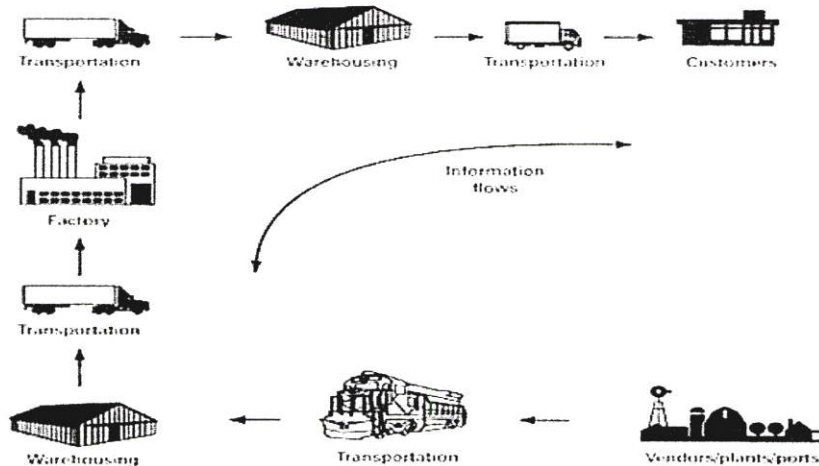 Transportation
Warehousing
Transportation
Customers
Information
flows
Factory
Transportation
Warehousing
Transportation
Vendors/plants/ports